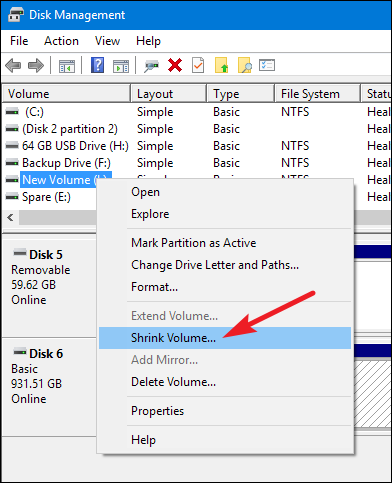 Disk Management
File Action View Help
Volume Layout Type File System Statu
(C:) Simple Basic NTFS Heal
(Disk 2 partition 2) Simple Basic Heal
64 GB USB Drive (H:) Simple Basic NTFS Heal
Backup Drive (F:) Simple Basic NTFS Heal
New Volume Simple Basic NTFS Heal
Spare (E:) Heal
Open
Explore
Mark Partition as Active
Change Drive Letter and Paths...
Format...
Extend Volume...
Shrink Volume...
Add Mirror...
Delete Volume...
Properties
Help
Disk 5
Removable
59.62 GB
Online
Disk 6
Basic
931.51 GB
Online